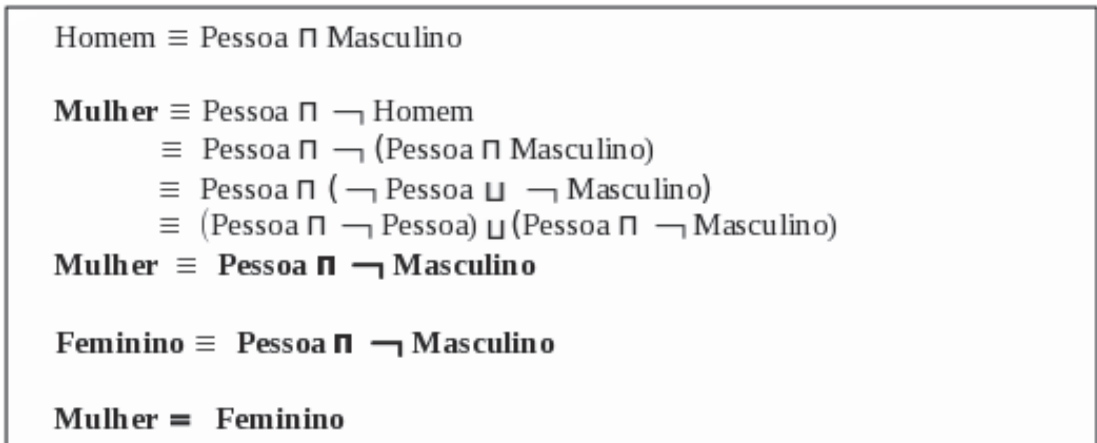 Homem ≡ Pessoa ⊓ Masculino
Mulher ≡ Pessoa ⊓ ¬ Homem
≡ Pessoa ⊓ ¬ (Pessoa ⊓ Masculino)
≡ Pessoa ⊓ ( ¬ Pessoa ⊔ ¬ Masculino)
≡ (Pessoa ⊓ ¬ Pessoa) ⊔ (Pessoa ⊓ ¬ Masculino)
Mulher ≡ Pessoa ⊓ ¬ Masculino
Feminino ≡ Pessoa ⊓ ¬ Masculino
Mulher = Feminino